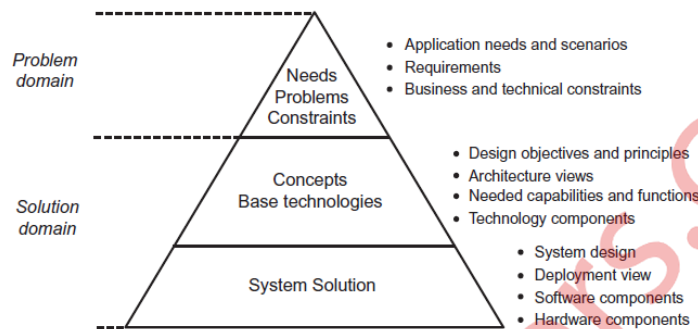 Problem
domain
Needs
Problems
Constraints
• Application needs and scenarios
• Requirements
• Business and technical constraints
Solution
domain
Concepts
Base technologies
• Design objectives and principles
• Architecture views
• Needed capabilities and functions
• Technology components
System Solution
• System design
• Deployment view
• Software components
• Hardware components